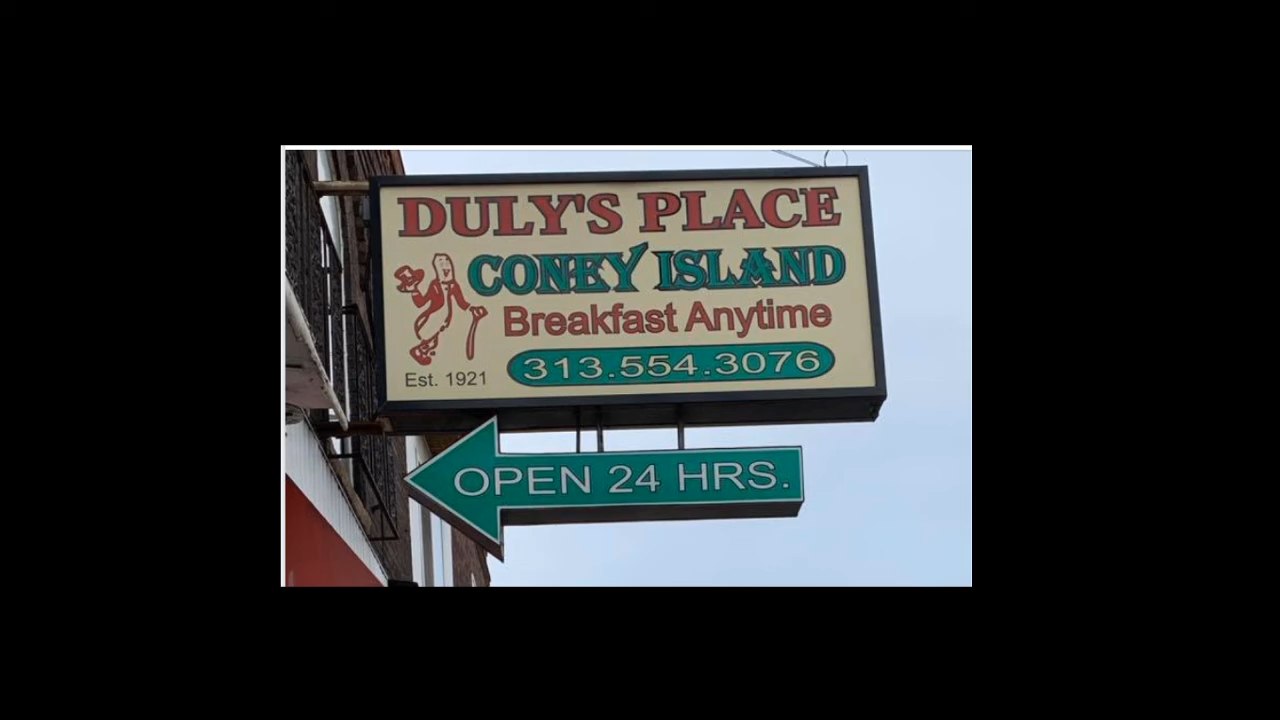 DULY'S PLACE
CONEY ISLAND
Breakfast Anytime
313.554.3076
Est. 1921
OPEN 24 HRS.